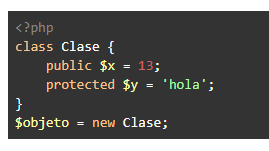 <?php
class Clase {
    public $x = 13;
    protected $y = 'hola';
}
$objeto = new Clase;